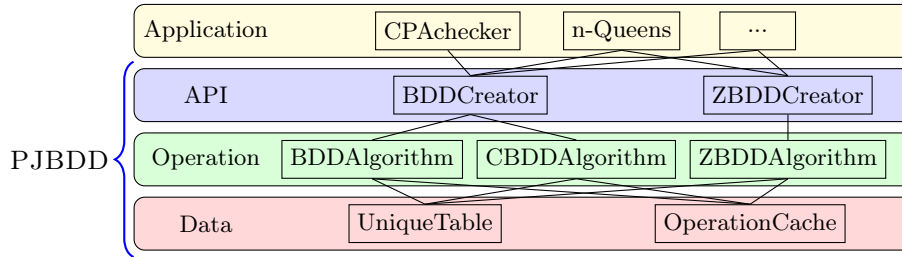 Application CPAchecker n-Queens ...
API BDDCreator ZBDDCreator
PJBDD
Operation BDDAlgorithm CBDDAlgorithm ZBDDAlgorithm
Data UniqueTable OperationCache